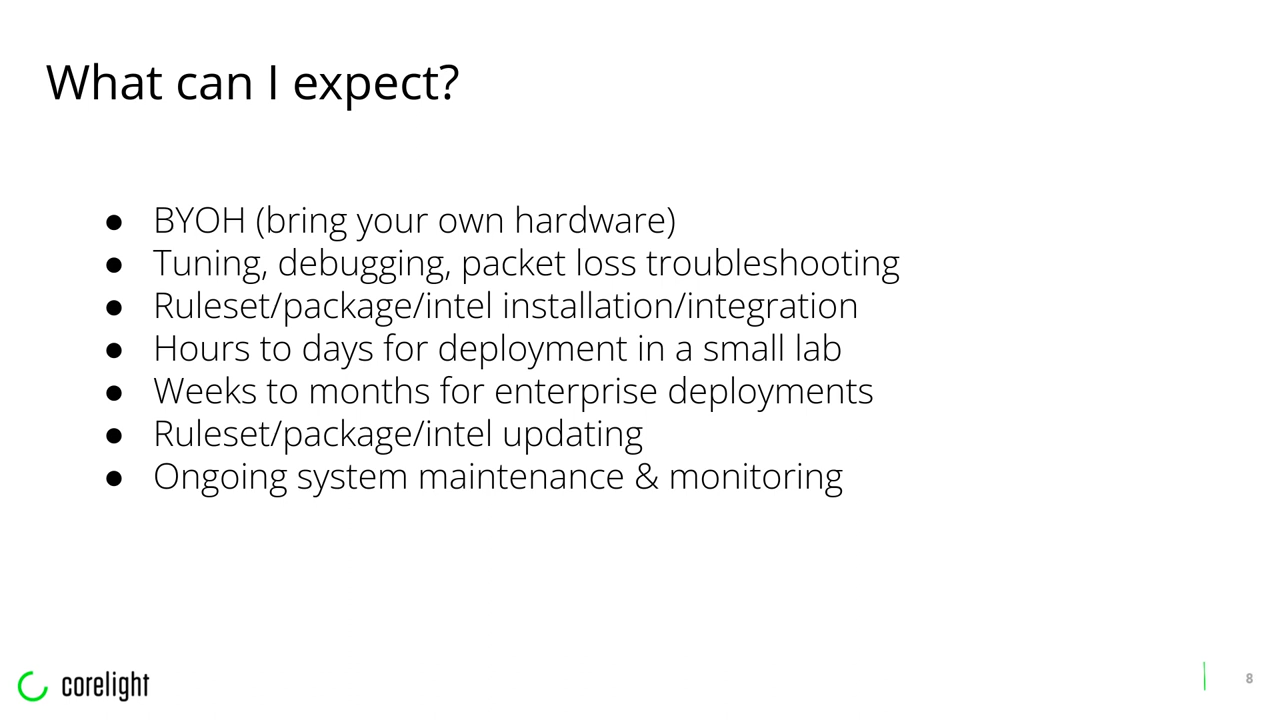 What can I expect?
● BYOH (bring your own hardware)
● Tuning, debugging, packet loss troubleshooting
● Ruleset/package/intel installation/integration
● Hours to days for deployment in a small lab
● Weeks to months for enterprise deployments
● Ruleset/package/intel updating
● Ongoing system maintenance & monitoring
corelight
8